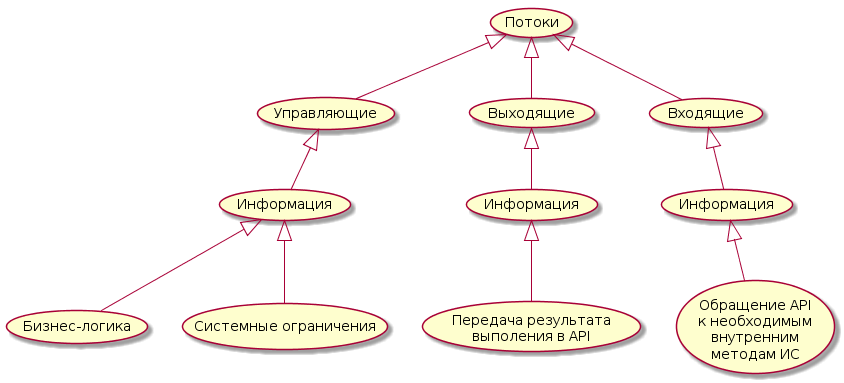 Потоки
Управляющие
Выходящие
Входящие
Информация
Информация
Информация
Бизнес-логика
Системные ограничения
Передача результата
выполения в API
Обращение API
к необходимым
внутренним
методам ИС